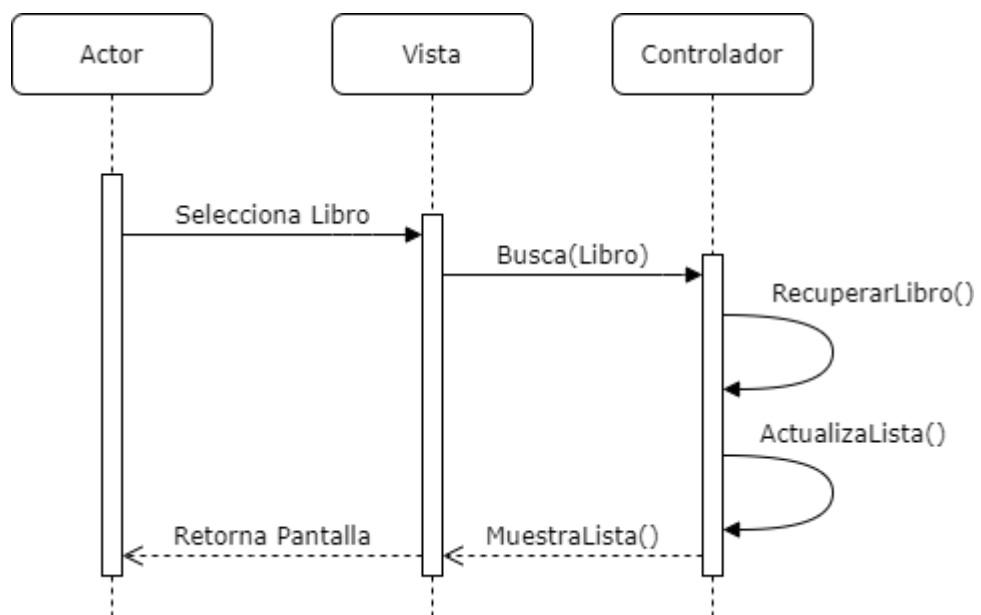 Actor
Vista
Controlador
Selecciona Libro
Busca(Libro)
RecuperarLibro()
ActualizaLista()
Retorna Pantalla
MuestraLista()